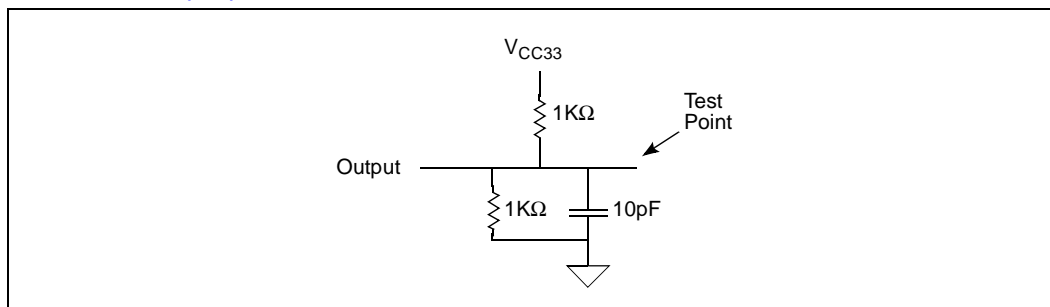 VCC33
1KΩ
Test
Point
Output
1KΩ
10pF